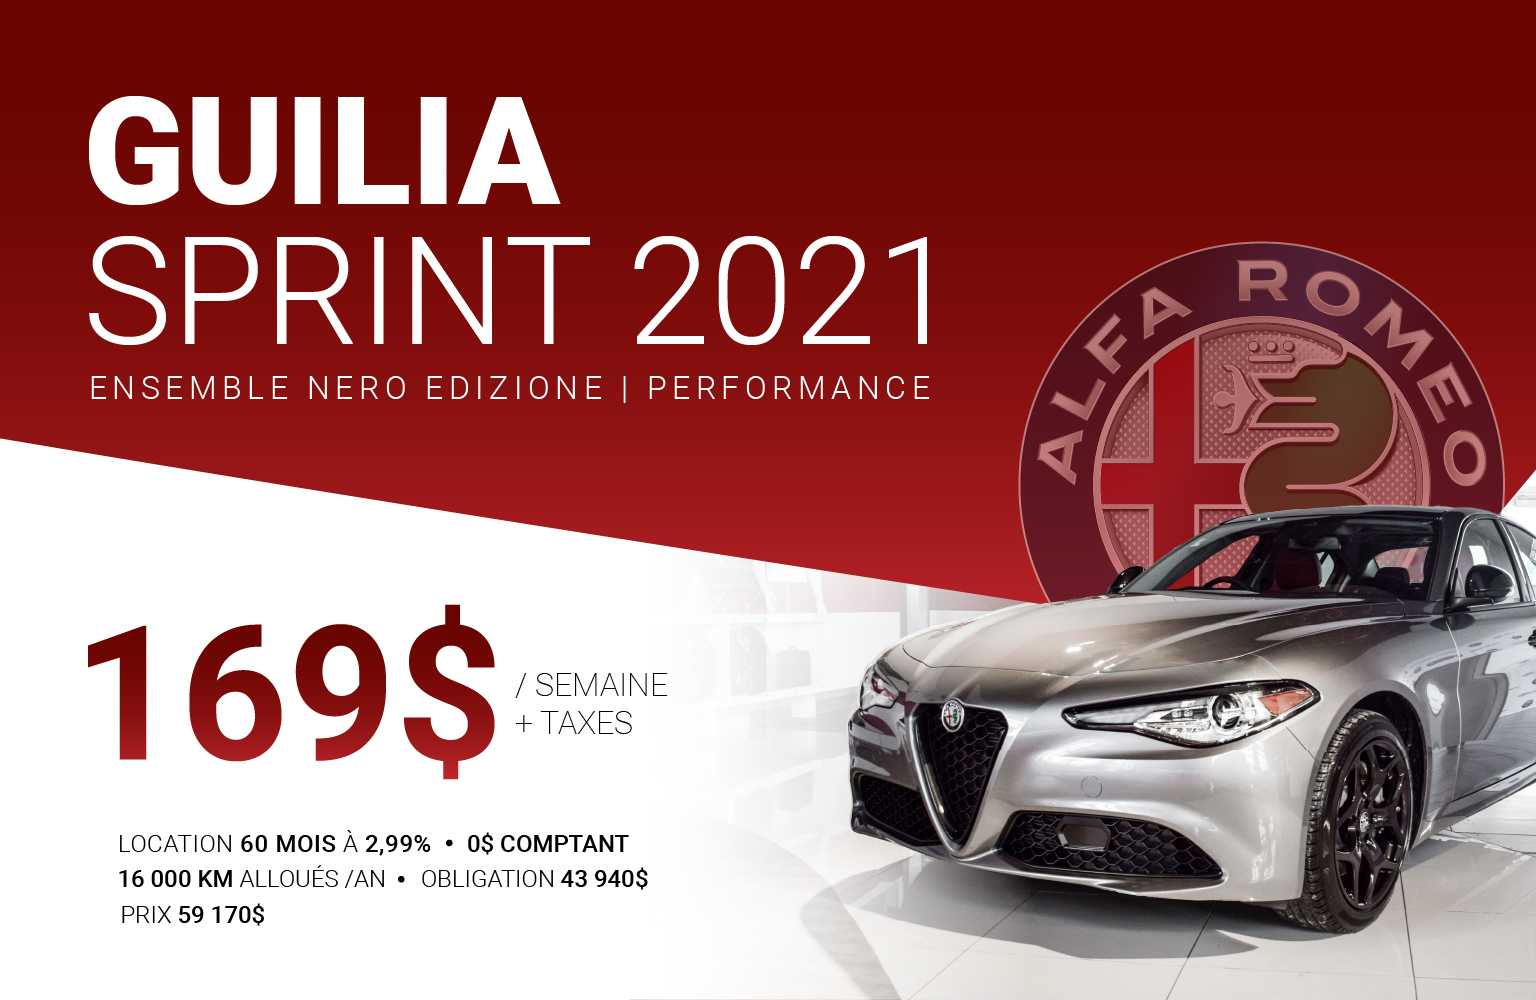 GUILIA
SPRINT 2021
ENSEMBLE NERO EDIZIONE | PERFORMANCE
ALFA ROMEO
169$
/ SEMAINE
+ TAXES
LOCATION 60 MOIS À 2,99% • 0$ COMPTANT
16 000 KM ALLOUÉS /AN • OBLIGATION 43 940$
PRIX 59 170$